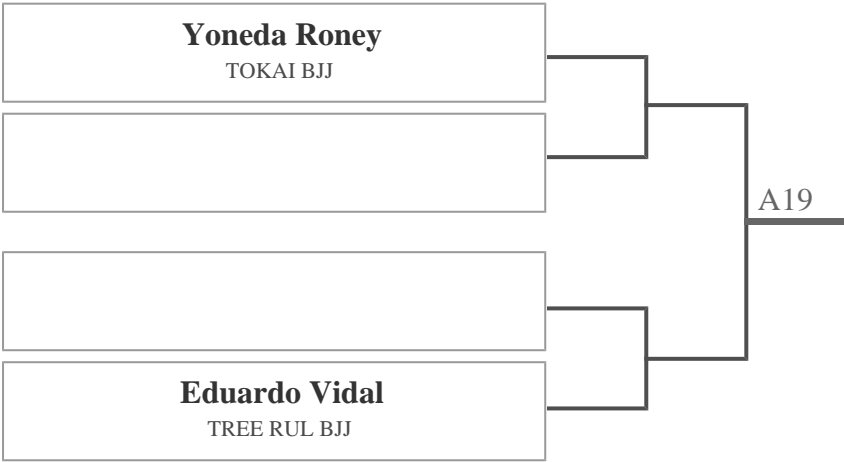 Yoneda Roney
TOKAI BJJ
A19
Eduardo Vidal
TREE RUL BJJ